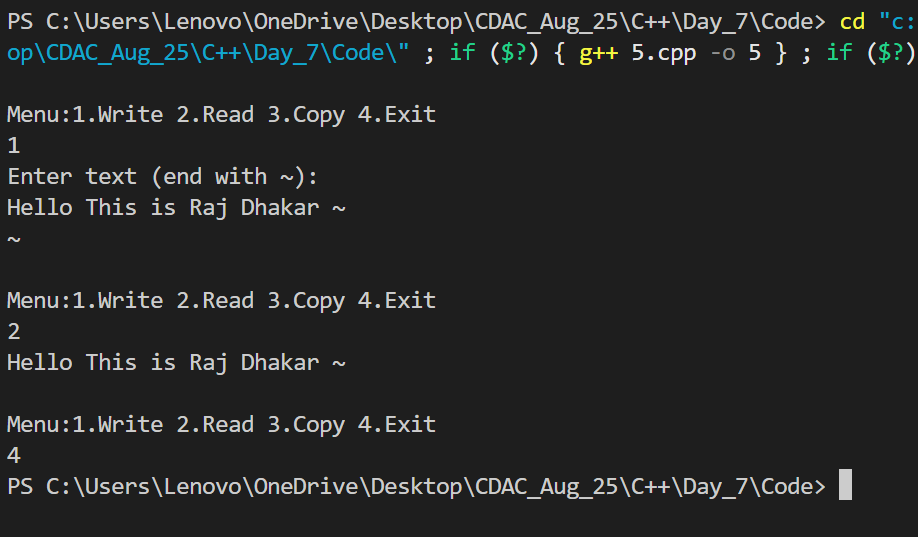 PS C:\Users\Lenovo\OneDrive\Desktop\CDAC_Aug_25\C++\Day_7\Code> cd "c:
op\CDAC_Aug_25\C++\Day_7\Code\" ; if ($?) { g++ 5.cpp -o 5 } ; if ($?)
Menu:1.Write 2.Read 3.Copy 4.Exit
1
Enter text (end with ~):
Hello This is Raj Dhakar ~
~
Menu:1.Write 2.Read 3.Copy 4.Exit
2
Hello This is Raj Dhakar ~
Menu:1.Write 2.Read 3.Copy 4.Exit
4
PS C:\Users\Lenovo\OneDrive\Desktop\CDAC_Aug_25\C++\Day_7\Code>